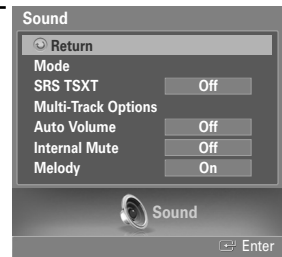 Sound
Return
Mode
SRS TSXT Off
Multi-Track Options
Auto Volume Off
Internal Mute Off
Melody On
Sound
Enter